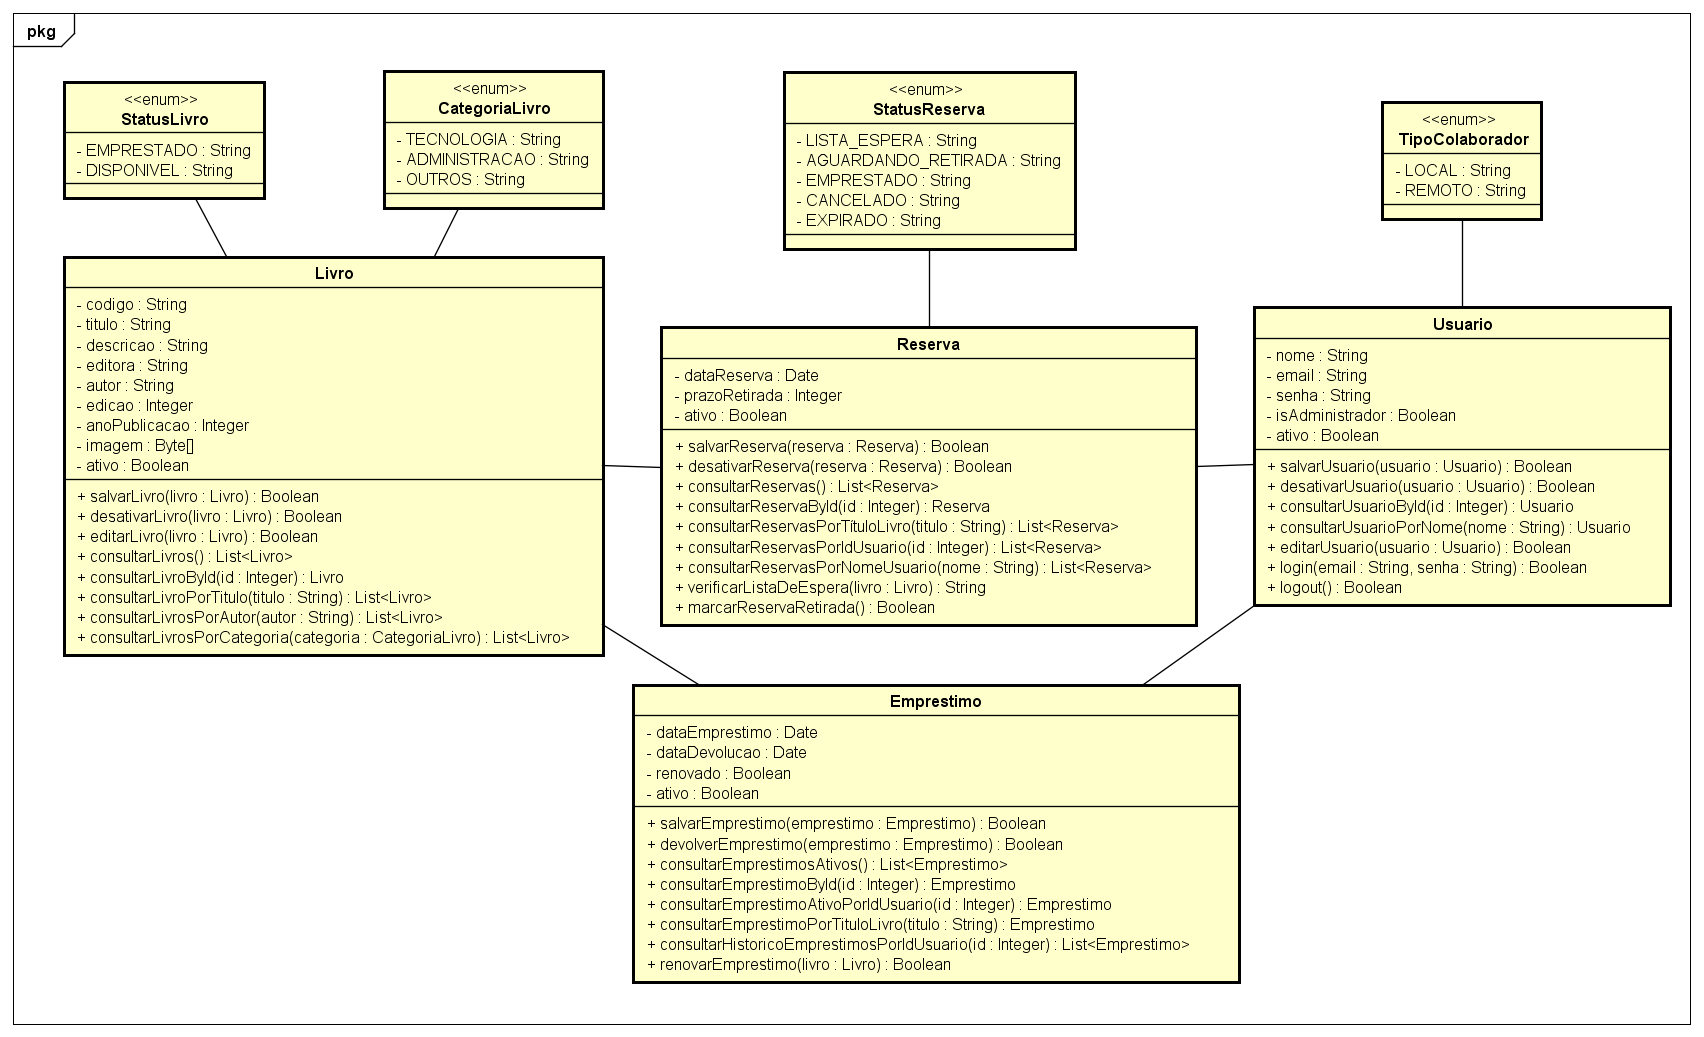 pkg
<<enum>>
StatusLivro
- EMPRESTADO : String
- DISPONIVEL : String
<<enum>>
CategoriaLivro
- TECNOLOGIA : String
- ADMINISTRACAO : String
- OUTROS : String
<<enum>>
StatusReserva
- LISTA_ESPERA : String
- AGUARDANDO_RETIRADA : String
- EMPRESTADO : String
- CANCELADO : String
- EXPIRADO : String
<<enum>>
TipoColaborador
- LOCAL : String
- REMOTO : String
Livro
- codigo : String
- titulo : String
- descricao : String
- editora : String
- autor : String
- edicao : Integer
- anoPublicacao : Integer
- imagem : Byte[]
- ativo : Boolean
+ salvarLivro(livro : Livro) : Boolean
+ desativarLivro(livro : Livro) : Boolean
+ editarLivro(livro : Livro) : Boolean
+ consultarLivros() : List<Livro>
+ consultarLivroById(id : Integer) : Livro
+ consultarLivroPorTitulo(titulo : String) : List<Livro>
+ consultarLivrosPorAutor(autor : String) : List<Livro>
+ consultarLivrosPorCategoria(categoria : CategoriaLivro) : List<Livro>
Reserva
- dataReserva : Date
- prazoRetirada : Integer
- ativo : Boolean
+ salvarReserva(reserva : Reserva) : Boolean
+ desativarReserva(reserva : Reserva) : Boolean
+ consultarReservas() : List<Reserva>
+ consultarReservaById(id : Integer) : Reserva
+ consultarReservasPorTituloLivro(titulo : String) : List<Reserva>
+ consultarReservasPorIdUsuario(id : Integer) : List<Reserva>
+ consultarReservasPorNomeUsuario(nome : String) : List<Reserva>
+ verificarListaDeEspera(livro : Livro) : String
+ marcarReservaRetirada() : Boolean
Usuario
- nome : String
- email : String
- senha : String
- isAdministrador : Boolean
- ativo : Boolean
+ salvarUsuario(usuario : Usuario) : Boolean
+ desativarUsuario(usuario : Usuario) : Boolean
+ consultarUsuarioById(id : Integer) : Usuario
+ consultarUsuarioPorNome(nome : String) : Usuario
+ editarUsuario(usuario : Usuario) : Boolean
+ login(email : String, senha : String) : Boolean
+ logout() : Boolean
Emprestimo
- dataEmprestimo : Date
- dataDevolucao : Date
- renovado : Boolean
- ativo : Boolean
+ salvarEmprestimo(emprestimo : Emprestimo) : Boolean
+ devolverEmprestimo(emprestimo : Emprestimo) : Boolean
+ consultarEmprestimosAtivos() : List<Emprestimo>
+ consultarEmprestimoById(id : Integer) : Emprestimo
+ consultarEmprestimoAtivoPorIdUsuario(id : Integer) : Emprestimo
+ consultarEmprestimoPorTituloLivro(titulo : String) : Emprestimo
+ consultarHistoricoEmprestimosPorIdUsuario(id : Integer) : List<Emprestimo>
+ renovarEmprestimo(livro : Livro) : Boolean